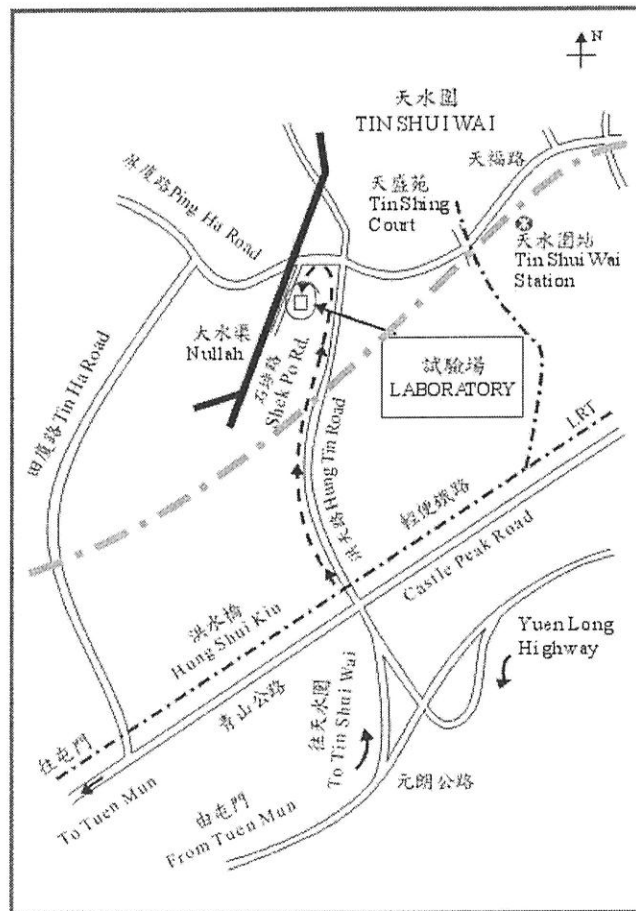 N
天水圍
TIN SHUI WAI
天福路
屏廈路 Ping Ha Road
天盛苑
Tin Shing
Court
天水圍站
Tin Shui Wai
Station
大水渠
Nullah
石埗路
Shek Po Rd.
試驗場
LABORATORY
田廈路 Tin Ha Road
洪天路 Hung Tin Road
LRT
輕便鐵路
Castle Peak Road
洪水橋
Hung Shui Kiu
Yuen Long
Highway
青山公路
往天水圍
To Tin Shui Wai
往屯門
To Tuen Mun
由屯門
From Tuen Mun
元朗公路